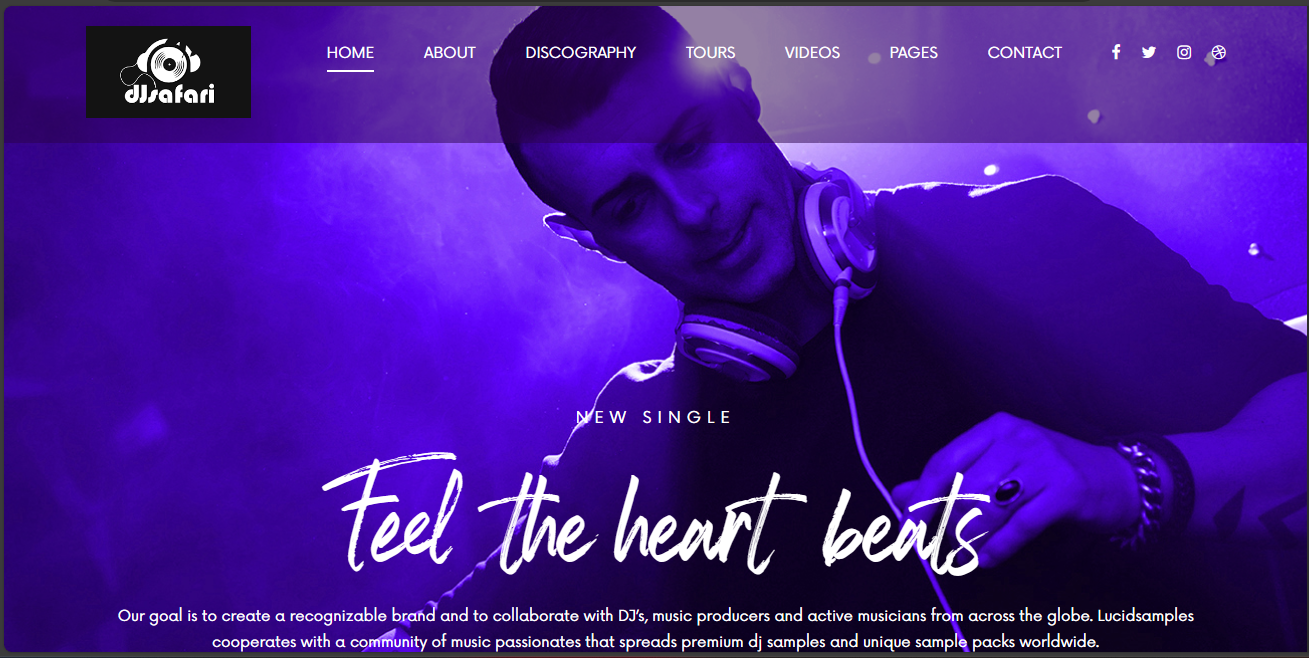 dJsafari
HOME ABOUT DISCOGRAPHY TOURS VIDEOS PAGES CONTACT
NEW SINGLE
Feel the heart beats
Our goal is to create a recognizable brand and to collaborate with DJ's, music producers and active musicians from across the globe. Lucidsamples
cooperates with a community of music passionates that spreads premium dj samples and unique sample packs worldwide.